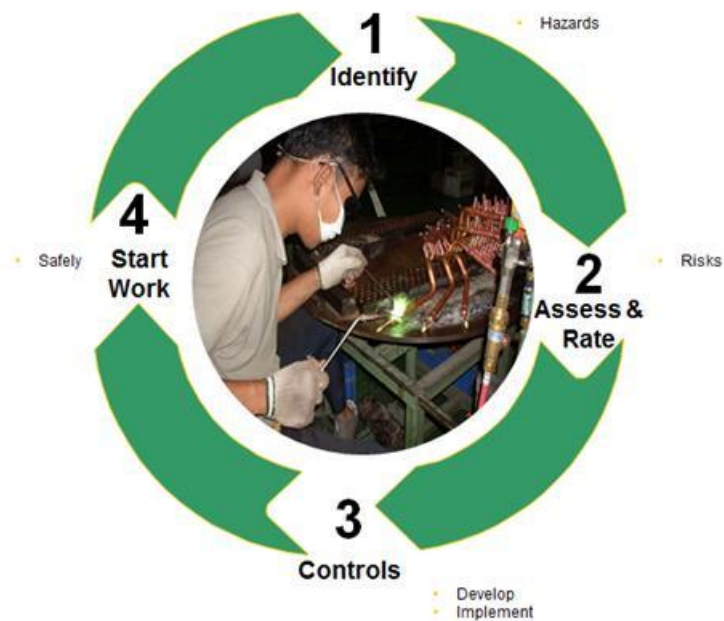 1
Identify
Hazards
2
Assess &
Rate
Risks
3
Controls
Develop
Implement
4
Start
Work
Safely